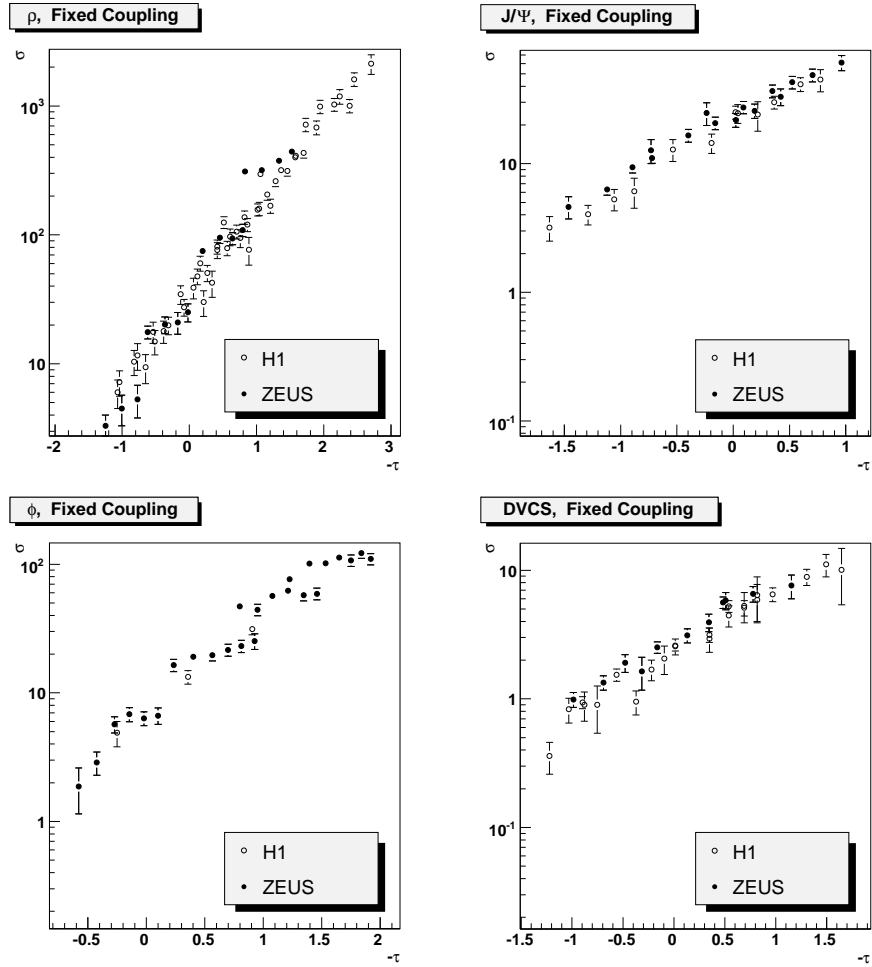 ρ, Fixed Coupling
σ
10³
10²
10
-2 -1 0 1 2 3
-τ
H1
ZEUS
J/Ψ, Fixed Coupling
σ
10
1
10⁻¹
-1.5 -1 -0.5 0 0.5 1
-τ
H1
ZEUS
ϕ, Fixed Coupling
σ
10²
10
1
-0.5 0 0.5 1 1.5 2
-τ
H1
ZEUS
DVCS, Fixed Coupling
σ
10
1
10⁻¹
-1.5 -1 -0.5 0 0.5 1 1.5
-τ
H1
ZEUS